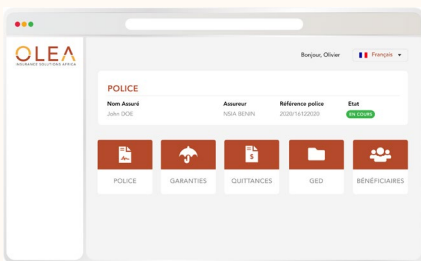 OLEA
INSURANCE SOLUTIONS AFRICA
Bonjour, Olivier
Français
POLICE
Nom Assuré Assureur Référence police Etat
John DOE NSIA BENIN 2020/16122020 EN COURS
POLICE GARANTIES QUITTANCES GED BÉNÉFICIAIRES